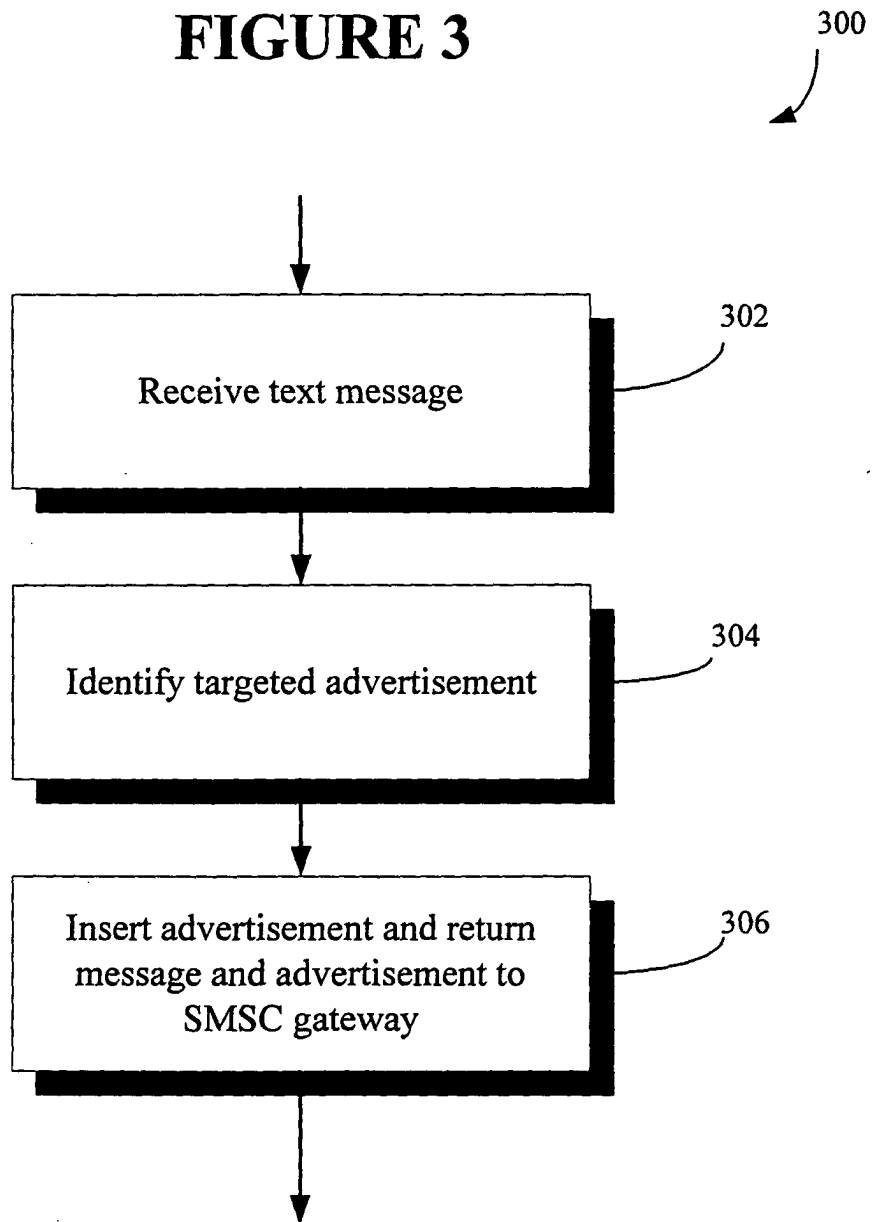 FIGURE 3
300
Receive text message
302
Identify targeted advertisement
304
Insert advertisement and return
message and advertisement to
SMSC gateway
306